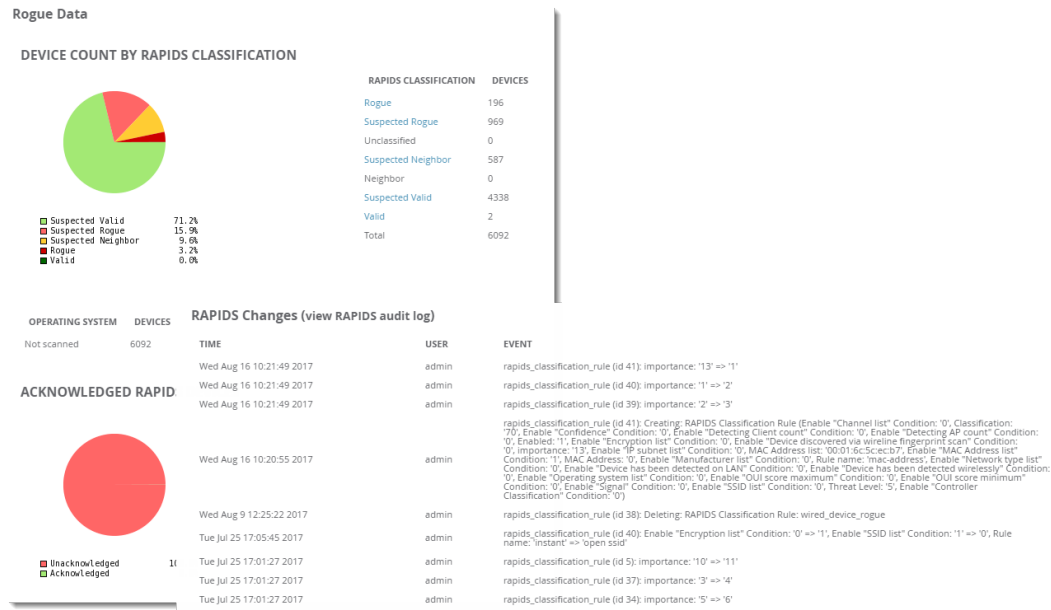 Rogue Data
DEVICE COUNT BY RAPIDS CLASSIFICATION
RAPIDS CLASSIFICATION DEVICES
Rogue 196
Suspected Rogue 969
Unclassified 0
Suspected Neighbor 587
Neighbor 0
Suspected Valid 4338
Valid 2
Total 6092
Suspected Valid 71.2%
Suspected Rogue 15.9%
Suspected Neighbor 9.6%
Rogue 3.2%
Valid 0.0%
OPERATING SYSTEM DEVICES
Not scanned 6092
ACKNOWLEDGED RAPID
Unacknowledged 10
Acknowledged
RAPIDS Changes (view RAPIDS audit log)
TIME USER EVENT
Wed Aug 16 10:21:49 2017 admin rapids_classification_rule (id 41): importance: '13' => '1'
Wed Aug 16 10:21:49 2017 admin rapids_classification_rule (id 40): importance: '1' => '2'
Wed Aug 16 10:21:49 2017 admin rapids_classification_rule (id 39): importance: '2' => '3'
Wed Aug 16 10:20:55 2017 admin rapids_classification_rule (id 41): Creating: RAPIDS Classification Rule (Enable "Channel list" Condition: '0', Classification:
'70', Enable "Confidence" Condition: '0', Enable "Detecting Client count" Condition: '0', Enable "Detecting AP count" Condition:
'0', Enabled: '1', Enable "Encryption list" Condition: '0', Enable "Device discovered via wireline fingerprint scan" Condition:
'0', importance: '13', Enable "IP subnet list" Condition: '0', MAC Address list: '00:01:6c:5c:ec:b7', Enable "MAC Address list"
Condition: '1', MAC Address: '0', Enable "Manufacturer list" Condition: '0', Rule name: 'mac-address', Enable "Network type list"
Condition: '0', Enable "Device has been detected on LAN" Condition: '0', Enable "Device has been detected wirelessly" Condition:
'0', Enable "Operating system list" Condition: '0', Enable "OUI score maximum" Condition: '0', Enable "OUI score minimum"
Condition: '0', Enable "Signal" Condition: '0', Enable "SSID list" Condition: '0', Threat Level: '5', Enable "Controller
Classification" Condition: '0')
Wed Aug 9 12:25:22 2017 admin rapids_classification_rule (id 38): Deleting: RAPIDS Classification Rule: wired_device_rogue
Tue Jul 25 17:05:45 2017 admin rapids_classification_rule (id 40): Enable "Encryption list" Condition: '0' => '1', Enable "SSID list" Condition: '1' => '0', Rule
name: 'instant' => 'open ssid'
Tue Jul 25 17:01:27 2017 admin rapids_classification_rule (id 5): importance: '10' => '11'
Tue Jul 25 17:01:27 2017 admin rapids_classification_rule (id 37): importance: '3' => '4'
Tue Jul 25 17:01:27 2017 admin rapids_classification_rule (id 34): importance: '5' => '6'